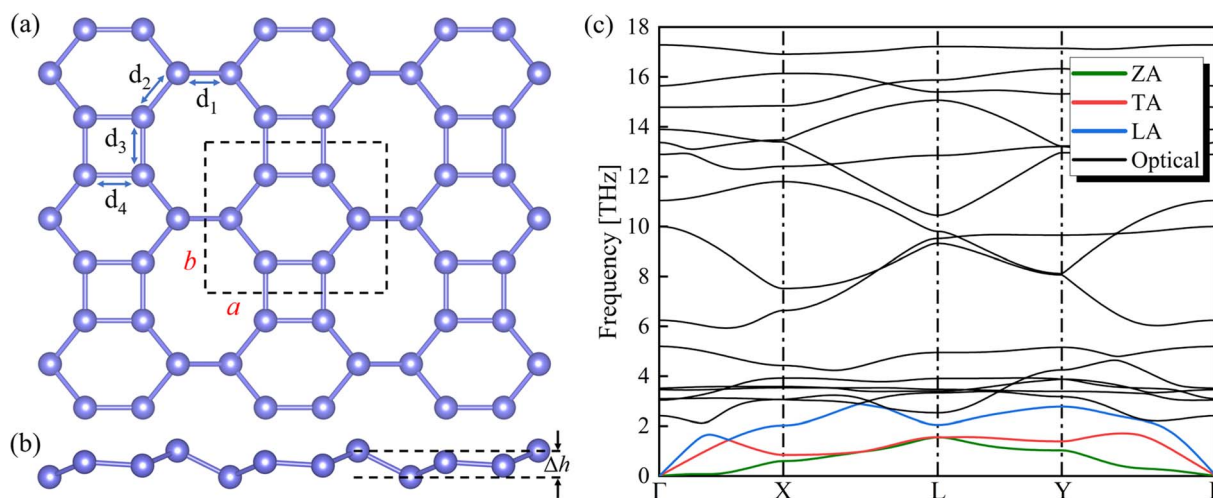 (a)
d₂
d₁
d₃
d₄
b
a
(b)
Δh
(c)
Frequency [THz]
18
16
14
12
10
8
6
4
2
0
ZA
TA
LA
Optical
Γ X L Y